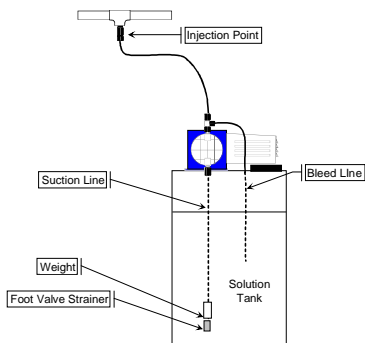 Injection Point
Suction Line
Bleed LIne
Weight
Foot Valve Strainer
Solution
Tank